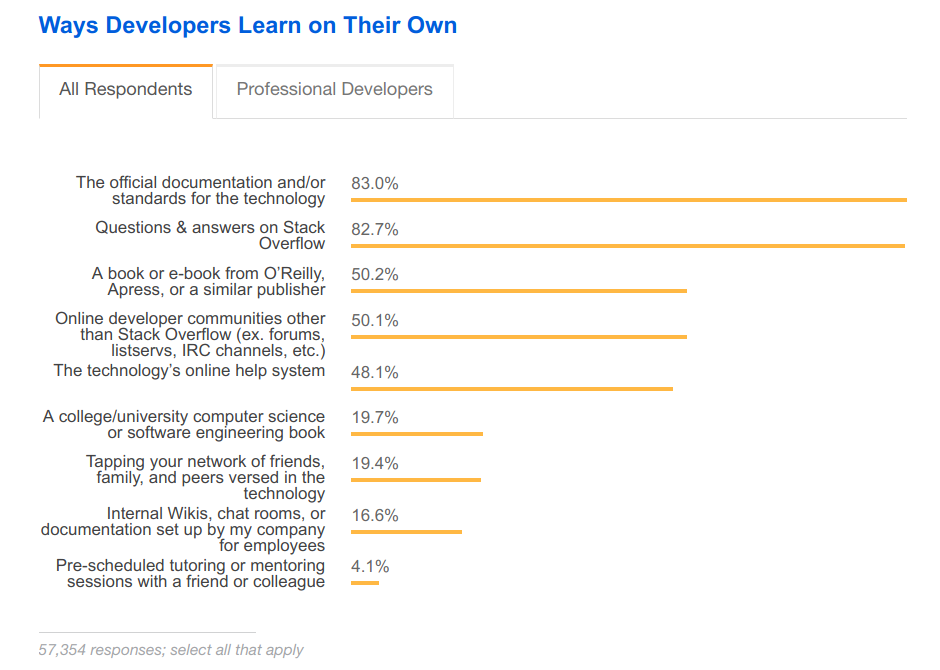 Ways Developers Learn on Their Own
All Respondents
Professional Developers
The official documentation and/or
standards for the technology
83.0%
Questions & answers on Stack
Overflow
82.7%
A book or e-book from O’Reilly,
Apress, or a similar publisher
50.2%
Online developer communities other
than Stack Overflow (ex. forums,
listservs, IRC channels, etc.)
50.1%
The technology’s online help system
48.1%
A college/university computer science
or software engineering book
19.7%
Tapping your network of friends,
family, and peers versed in the
technology
19.4%
Internal Wikis, chat rooms, or
documentation set up by my company
for employees
16.6%
Pre-scheduled tutoring or mentoring
sessions with a friend or colleague
4.1%
57,354 responses; select all that apply